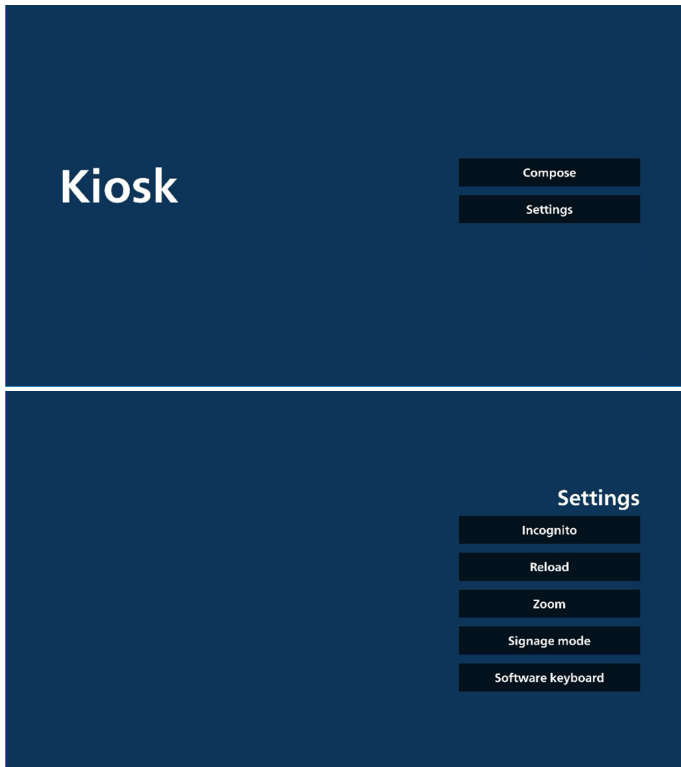 Kiosk
Compose
Settings
Settings
Incognito
Reload
Zoom
Signage mode
Software keyboard